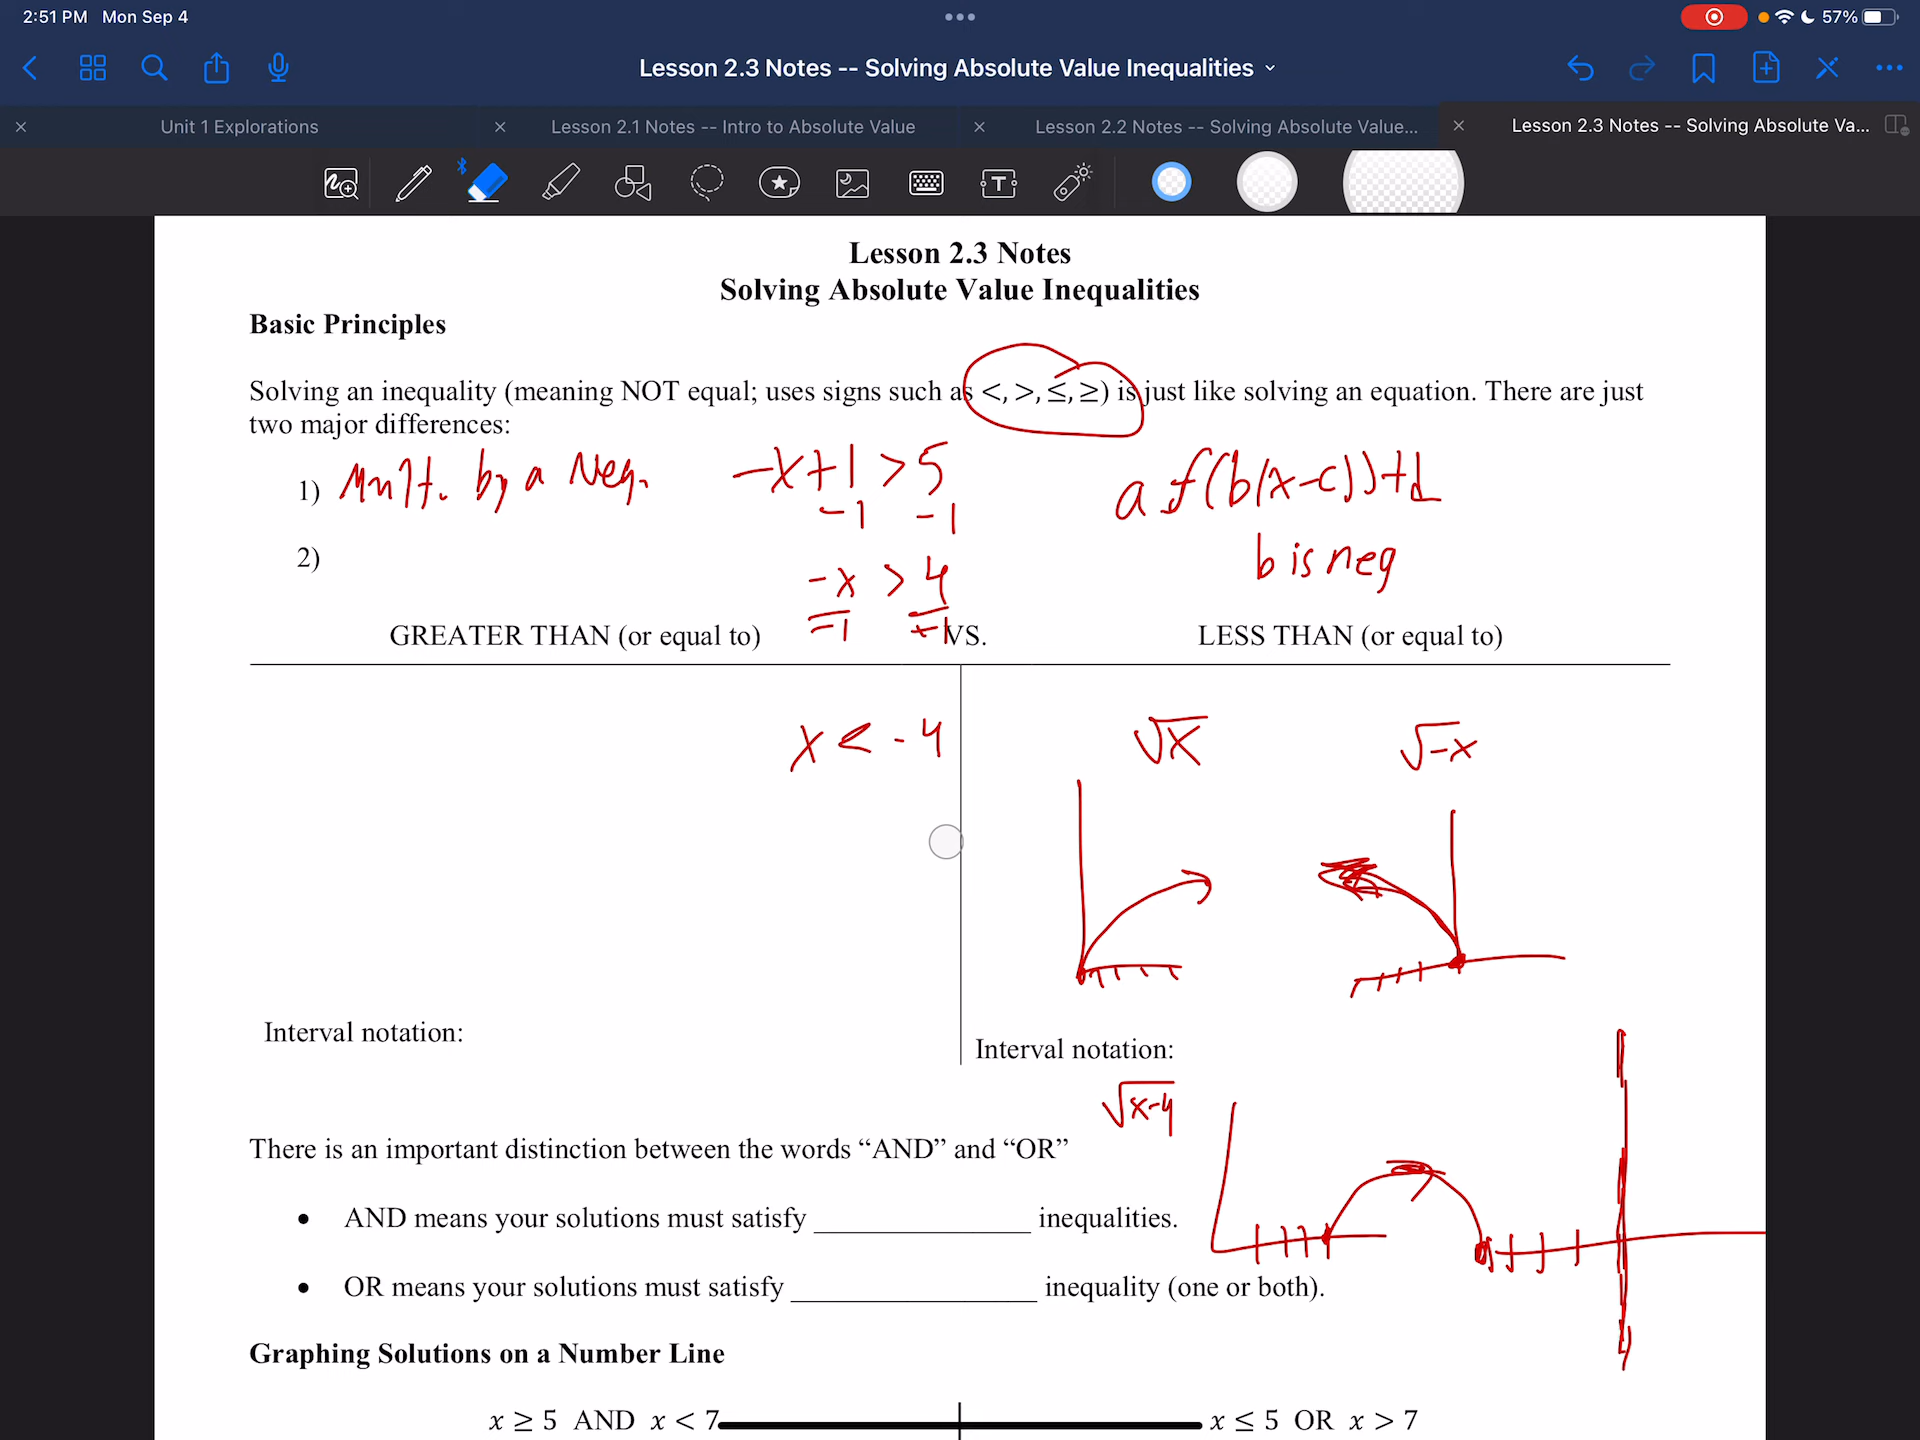 2:51 PM Mon Sep 4
57%
Lesson 2.3 Notes -- Solving Absolute Value Inequalities
Unit 1 Explorations
Lesson 2.1 Notes -- Intro to Absolute Value
Lesson 2.2 Notes -- Solving Absolute Value...
Lesson 2.3 Notes -- Solving Absolute Va...
Lesson 2.3 Notes
Solving Absolute Value Inequalities
Basic Principles
Solving an inequality (meaning NOT equal; uses signs such as <, >, ≤, ≥) is just like solving an equation. There are just
two major differences:
1) Mult. by a Neg. -x+1 > 5 a f(b(x-c))+d
-1 -1
2) b is neg
-x > 4
-1 -1
GREATER THAN (or equal to) VS. LESS THAN (or equal to)
x < -4 √x √-x
Interval notation:
Interval notation:
√x-4
There is an important distinction between the words “AND” and “OR”
• AND means your solutions must satisfy ________________ inequalities.
• OR means your solutions must satisfy __________________ inequality (one or both).
Graphing Solutions on a Number Line
x ≥ 5 AND x < 7 x ≤ 5 OR x > 7